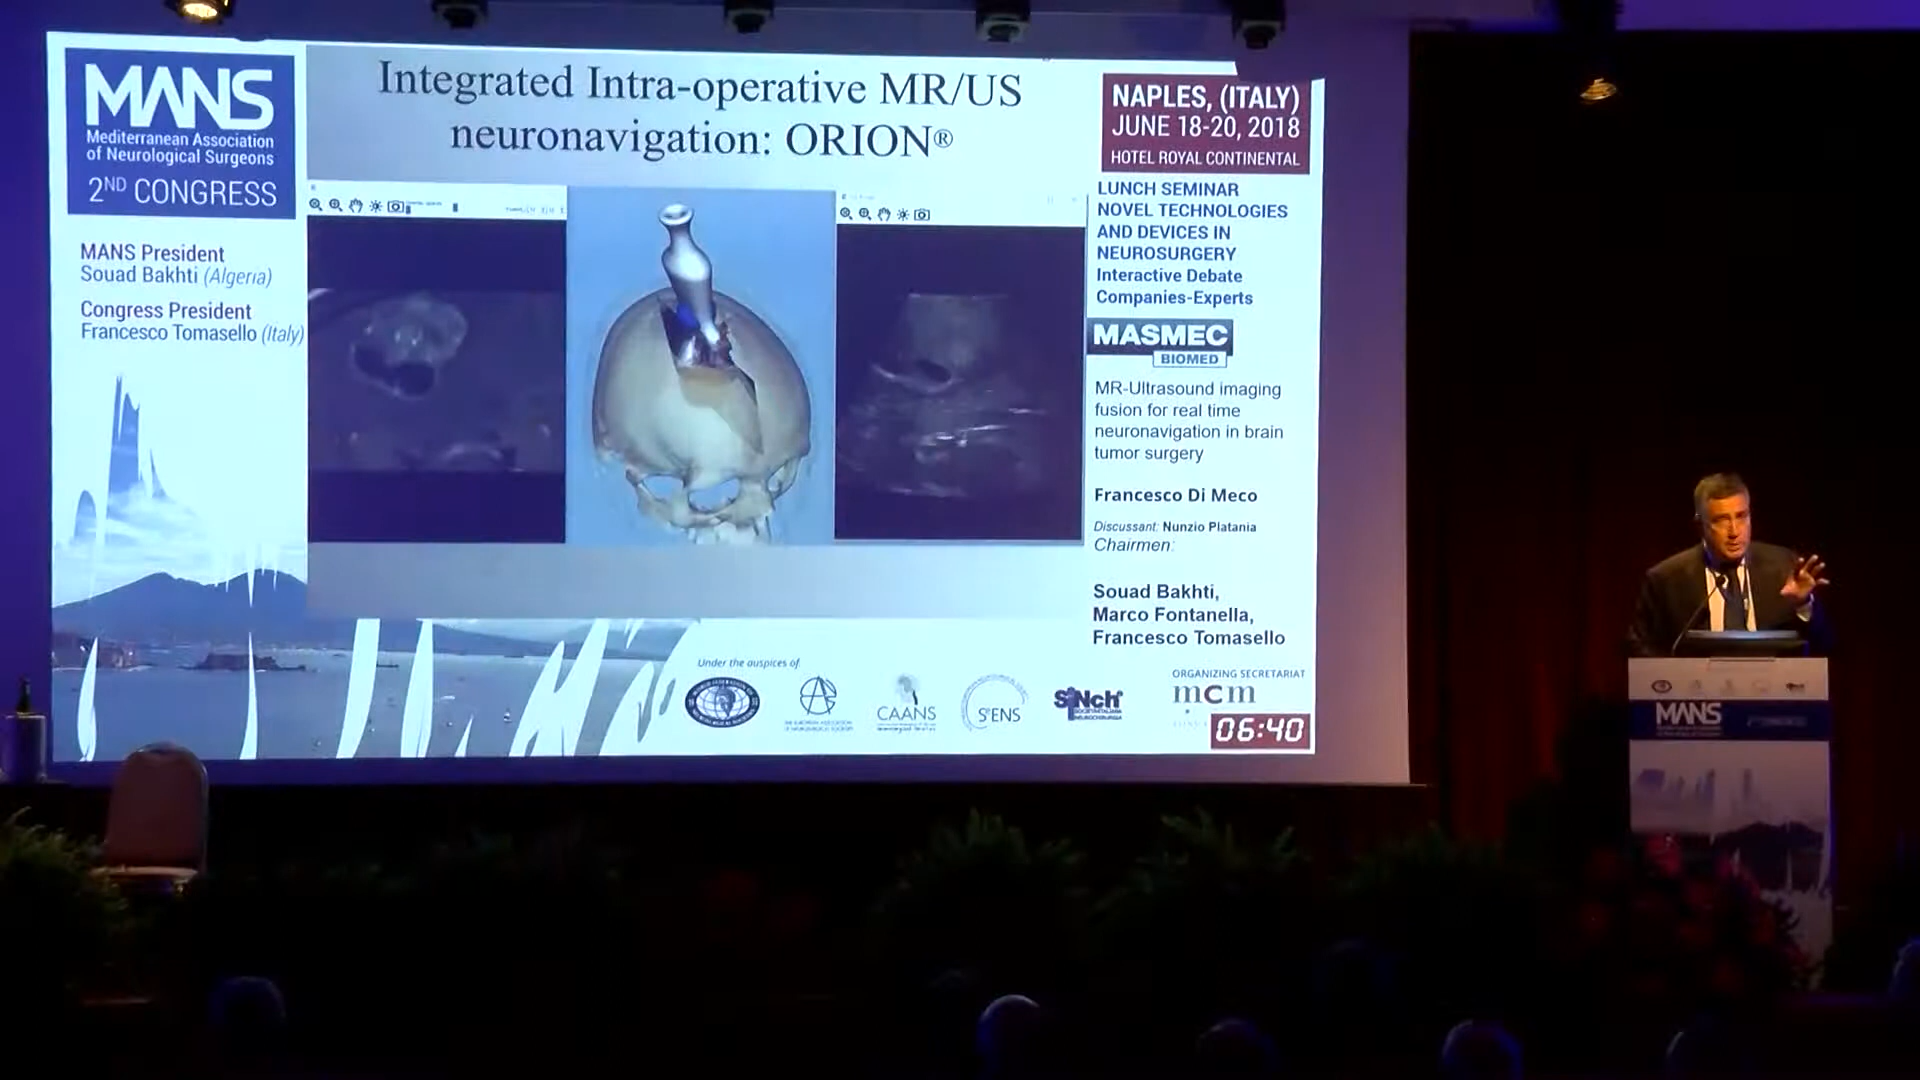 MANS
Mediterranean Association
of Neurological Surgeons
2ND CONGRESS
MANS President
Souad Bakhti (Algeria)
Congress President
Francesco Tomasello (Italy)
Integrated Intra-operative MR/US
neuronavigation: ORION®
NAPLES, (ITALY)
JUNE 18-20, 2018
HOTEL ROYAL CONTINENTAL
LUNCH SEMINAR
NOVEL TECHNOLOGIES
AND DEVICES IN
NEUROSURGERY
Interactive Debate
Companies-Experts
MASMEC
BIOMED
MR-Ultrasound imaging
fusion for real time
neuronavigation in brain
tumor surgery
Francesco Di Meco
Discussant: Nunzio Platania
Chairmen:
Souad Bakhti,
Marco Fontanella,
Francesco Tomasello
Under the auspices of:
CAANS
SeENS
SINch
ORGANIZING SECRETARIAT
mcm
06:40
MANS